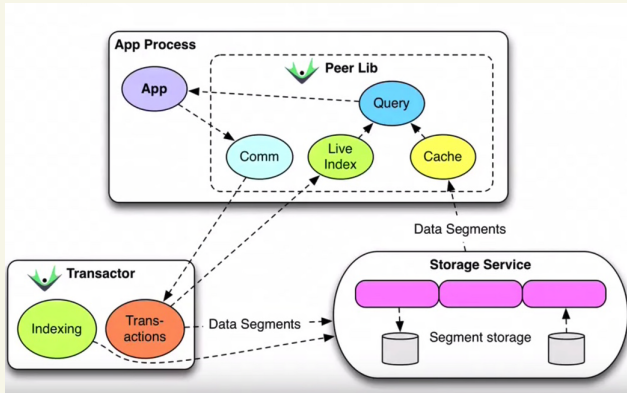 App Process
Peer Lib
App
Query
Comm
Live
Index
Cache
Data Segments
Transactor
Storage Service
Indexing
Trans-
actions
Data Segments
Segment storage